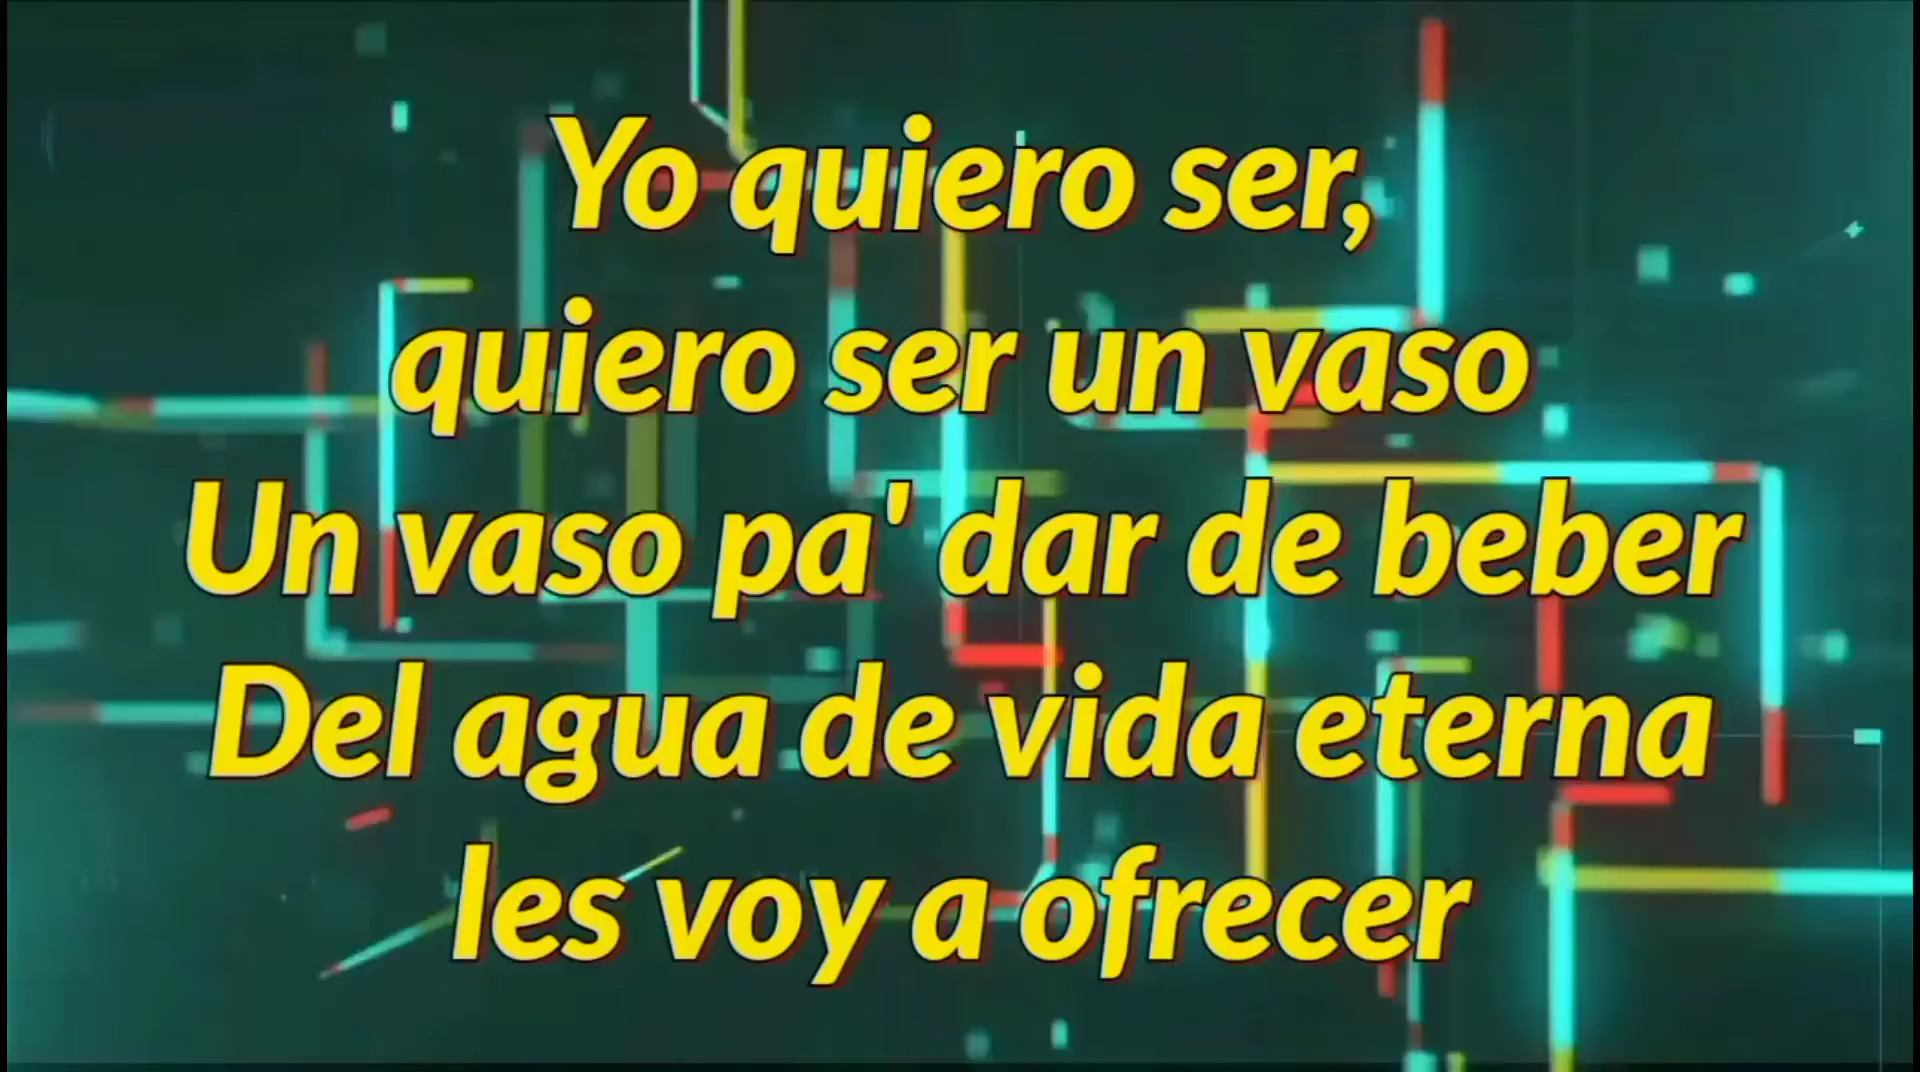 Yo quiero ser,
quiero ser un vaso
Un vaso pa' dar de beber
Del agua de vida eterna
les voy a ofrecer